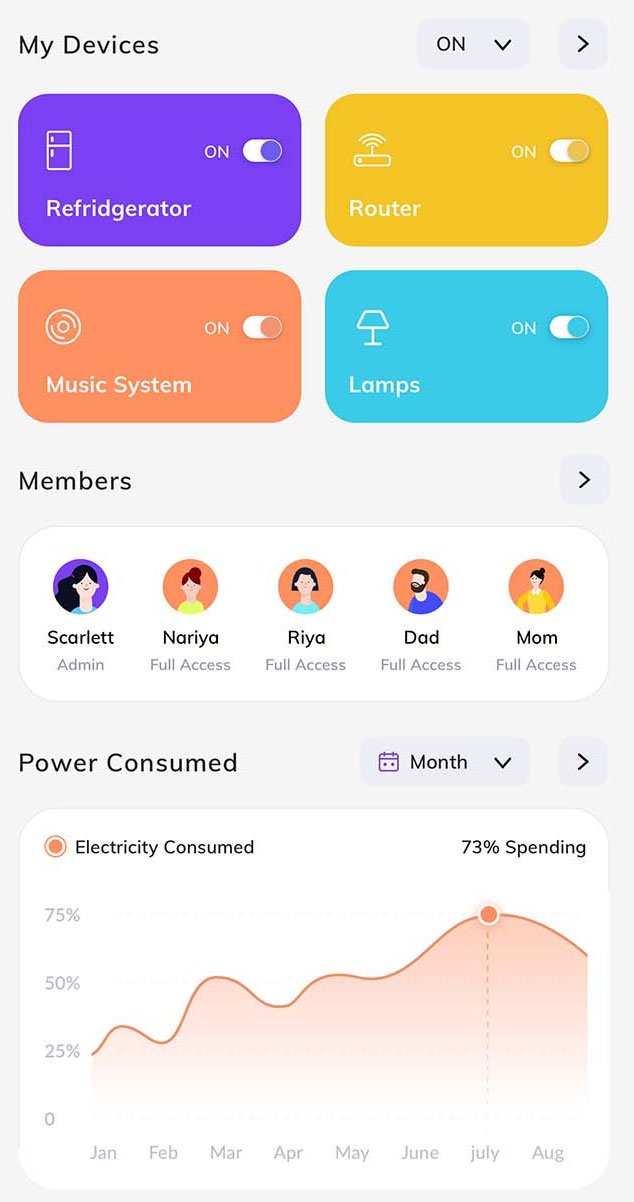 My Devices
ON
ON
ON
Refridgerator
Router
ON
ON
Music System
Lamps
Members
Scarlett
Nariya
Riya
Dad
Mom
Admin
Full Access
Full Access
Full Access
Full Access
Power Consumed
Month
Electricity Consumed
73% Spending
75%
50%
25%
0
Jan Feb Mar Apr May June july Aug